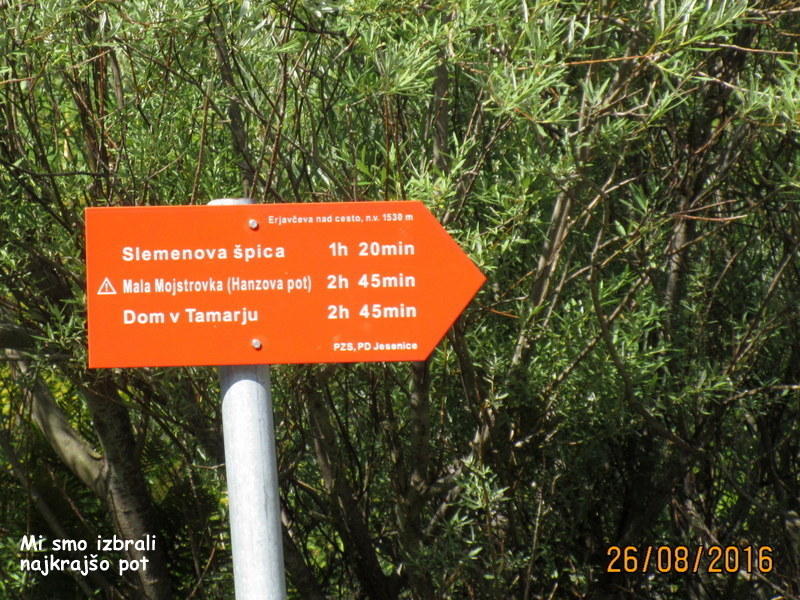 Erjavčeva nad cesto, n.v. 1530 m
Slemenova špica 1h 20min
Mala Mojstrovka (Hanzova pot) 2h 45min
Dom v Tamarju 2h 45min
PZS, PD Jesenice
Mi smo izbrali
najkrajšo pot
26/08/2016